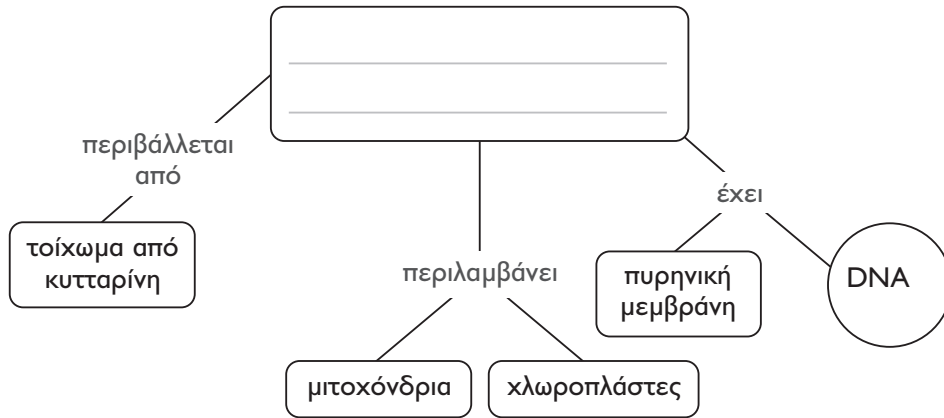 περιβάλλεται
από
τοίχωμα από
κυτταρίνη
περιλαμβάνει
μιτοχόνδρια
χλωροπλάστες
έχει
πυρηνική
μεμβράνη
DNA